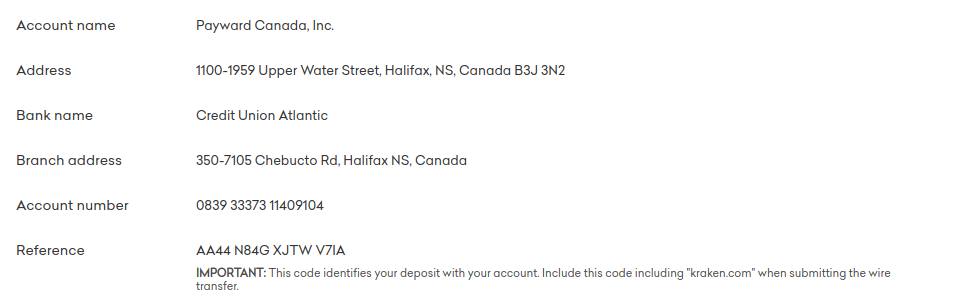 Account name Payward Canada, Inc.
Address 1100-1959 Upper Water Street, Halifax, NS, Canada B3J 3N2
Bank name Credit Union Atlantic
Branch address 350-7105 Chebucto Rd, Halifax NS, Canada
Account number 0839 33373 11409104
Reference AA44 N84G XJTW V7IA
IMPORTANT: This code identifies your deposit with your account. Include this code including "kraken.com" when submitting the wire
transfer.